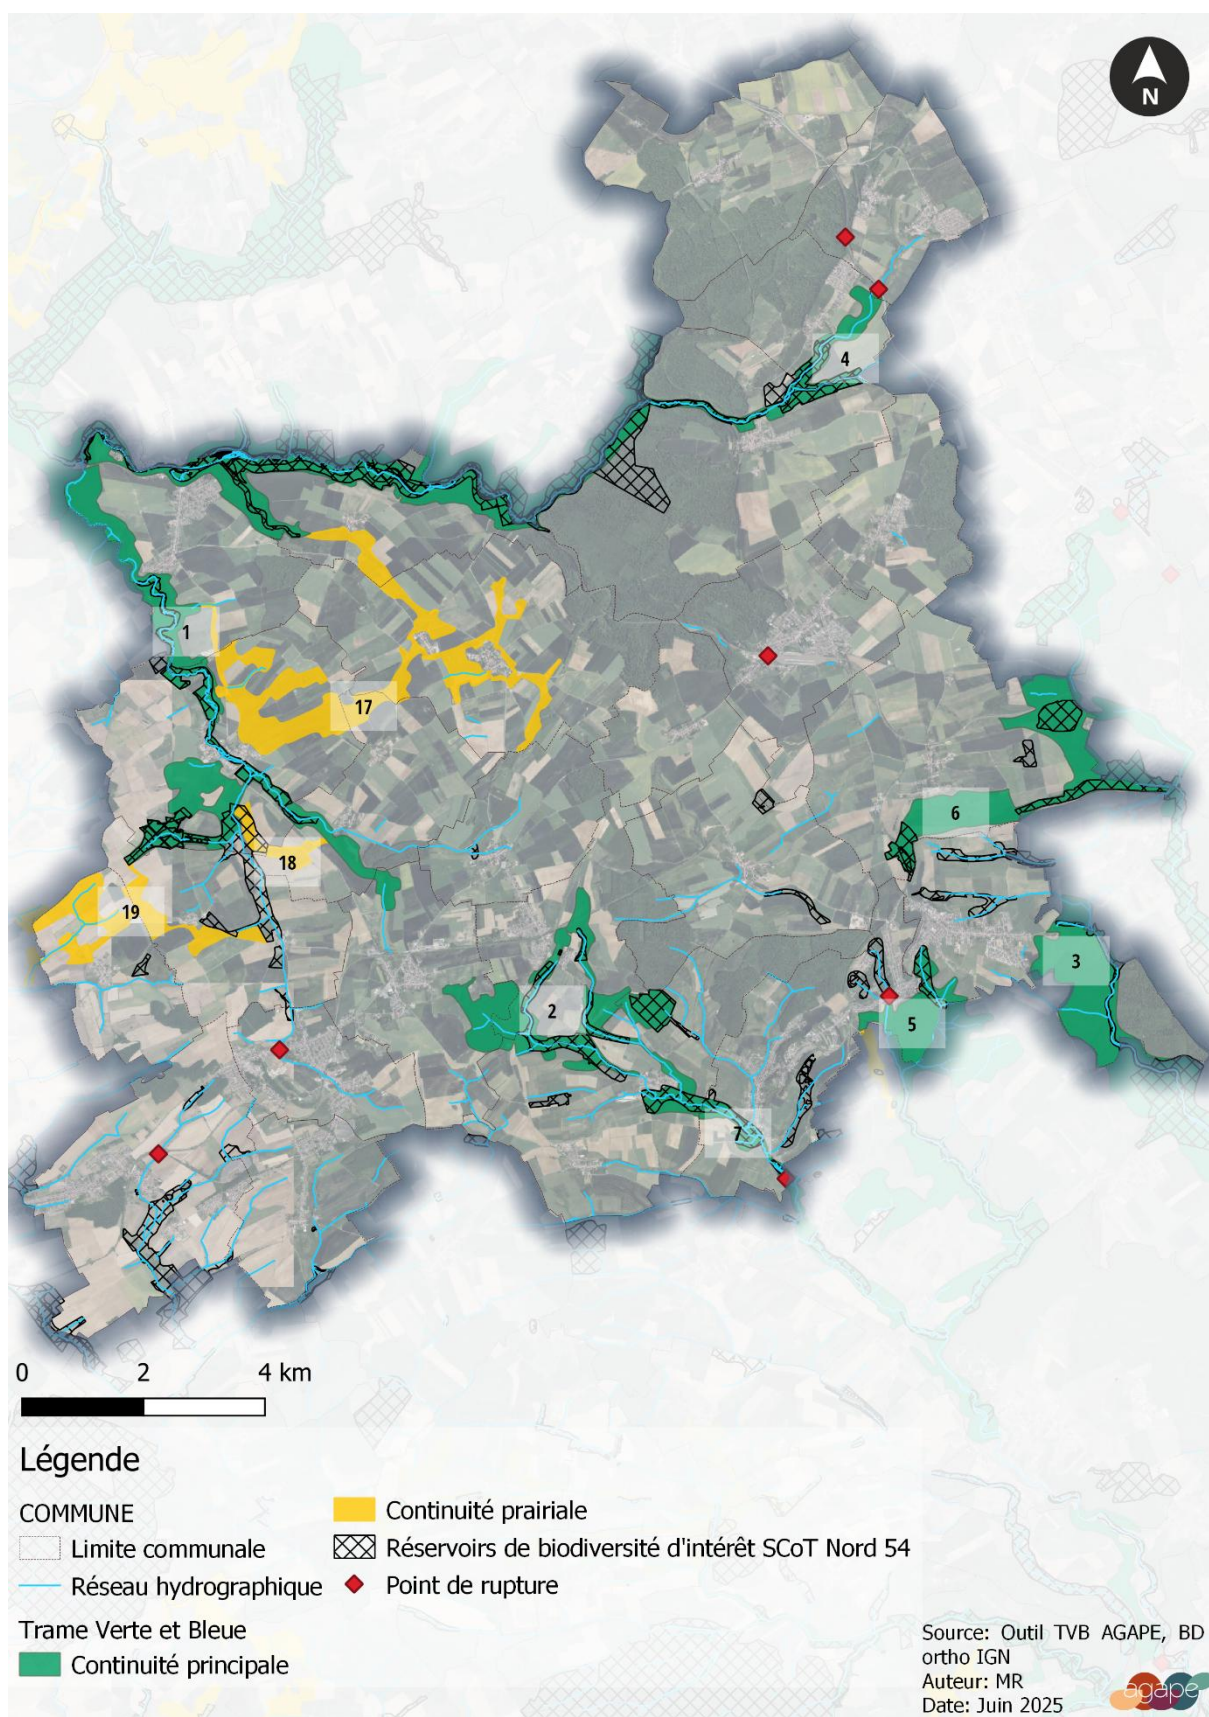 N
4
1
17
6
18
19
3
2
5
7
0 2 4 km
Légende
COMMUNE
Limite communale
Réseau hydrographique
Trame Verte et Bleue
Continuité principale
Continuité prairiale
Réservoirs de biodiversité d'intérêt SCoT Nord 54
Point de rupture
Source: Outil TVB AGAPE, BD
ortho IGN
Auteur: MR
Date: Juin 2025
agape